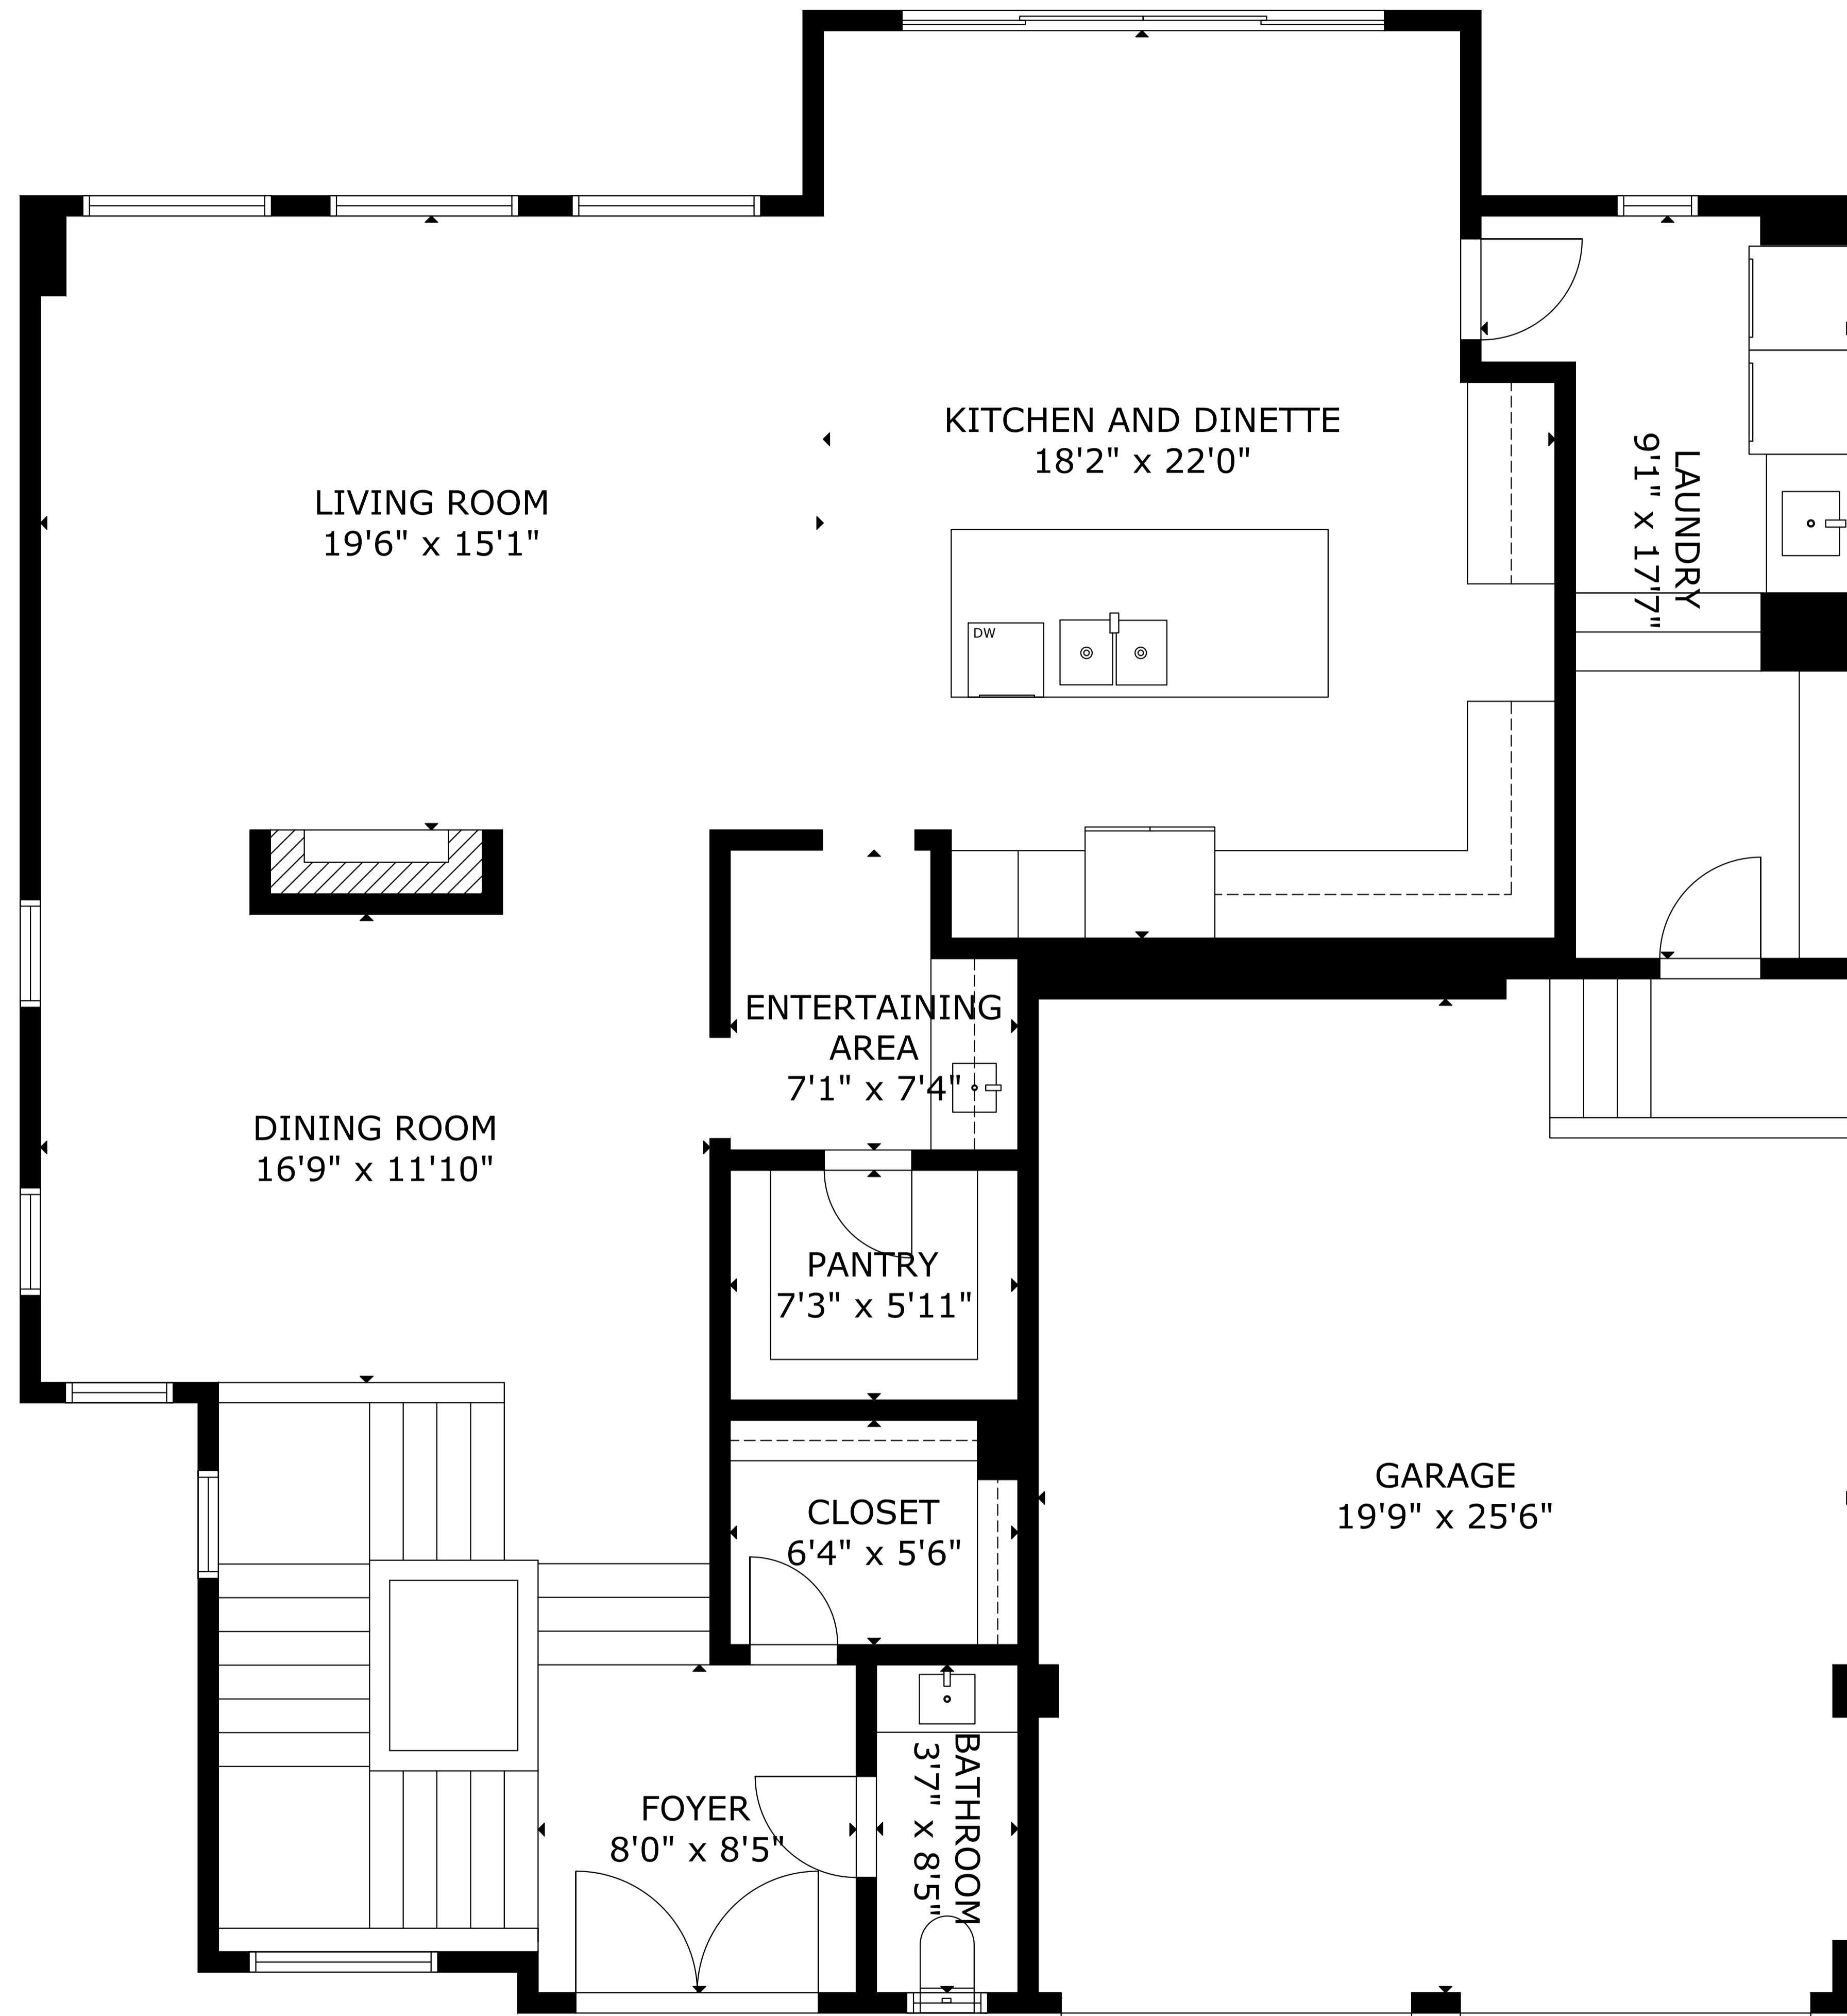 KITCHEN AND DINETTE
18'2" x 22'0"
LIVING ROOM
19'6" x 15'1"
LAUNDRY
9'1" x 17'7"
DW
ENTERTAINING
AREA
7'1" x 7'4"
DINING ROOM
16'9" x 11'10"
PANTRY
7'3" x 5'11"
GARAGE
19'9" x 25'6"
CLOSET
6'4" x 5'6"
FOYER
8'0" x 8'5"
BATHROOM
3'7" x 8'5"